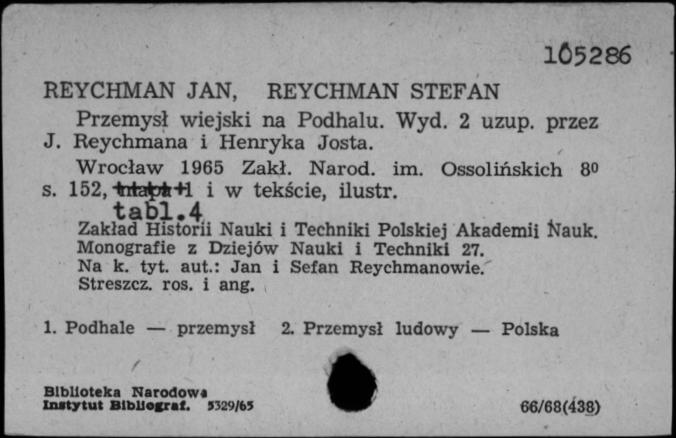 105286
REYCHMAN JAN, REYCHMAN STEFAN
Przemysł wiejski na Podhalu. Wyd. 2 uzup. przez
J. Reychmana i Henryka Josta.
Wrocław 1965 Zakł. Narod. im. Ossolińskich 8⁰
s. 152, i w tekście, ilustr.
tabl.4
Zakład Historii Nauki i Techniki Polskiej Akademii Nauk.
Monografie z Dziejów Nauki i Techniki 27.
Na k. tyt. aut.: Jan i Sefan Reychmanowie.
Streszcz. ros. i ang.
1. Podhale — przemysł 2. Przemysł ludowy — Polska
Biblioteka Narodowa
Instytut Bibliograf. 5329/65
66/68(438)